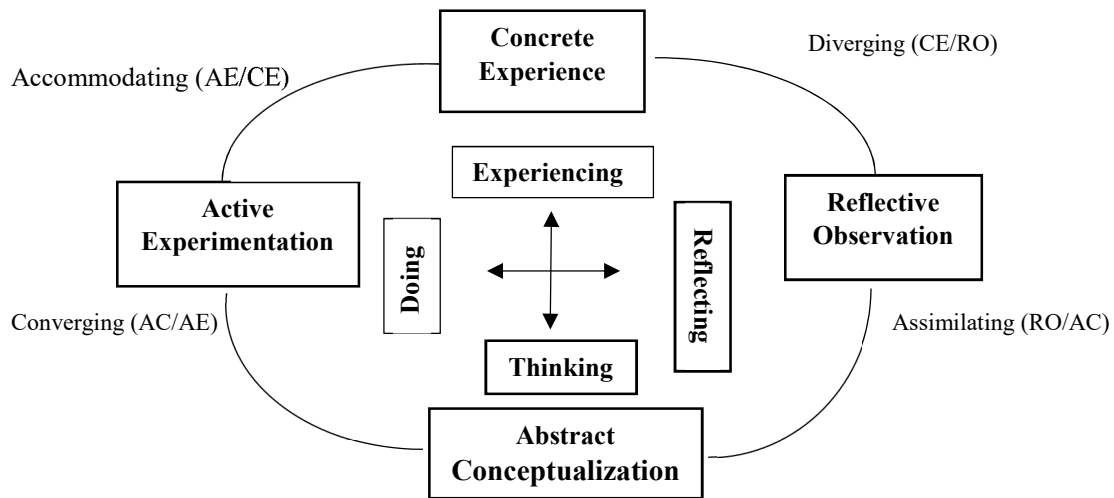 Concrete
Experience
Diverging (CE/RO)
Accommodating (AE/CE)
Experiencing
Active
Experimentation
Doing
Reflecting
Reflective
Observation
Converging (AC/AE)
Assimilating (RO/AC)
Thinking
Abstract
Conceptualization